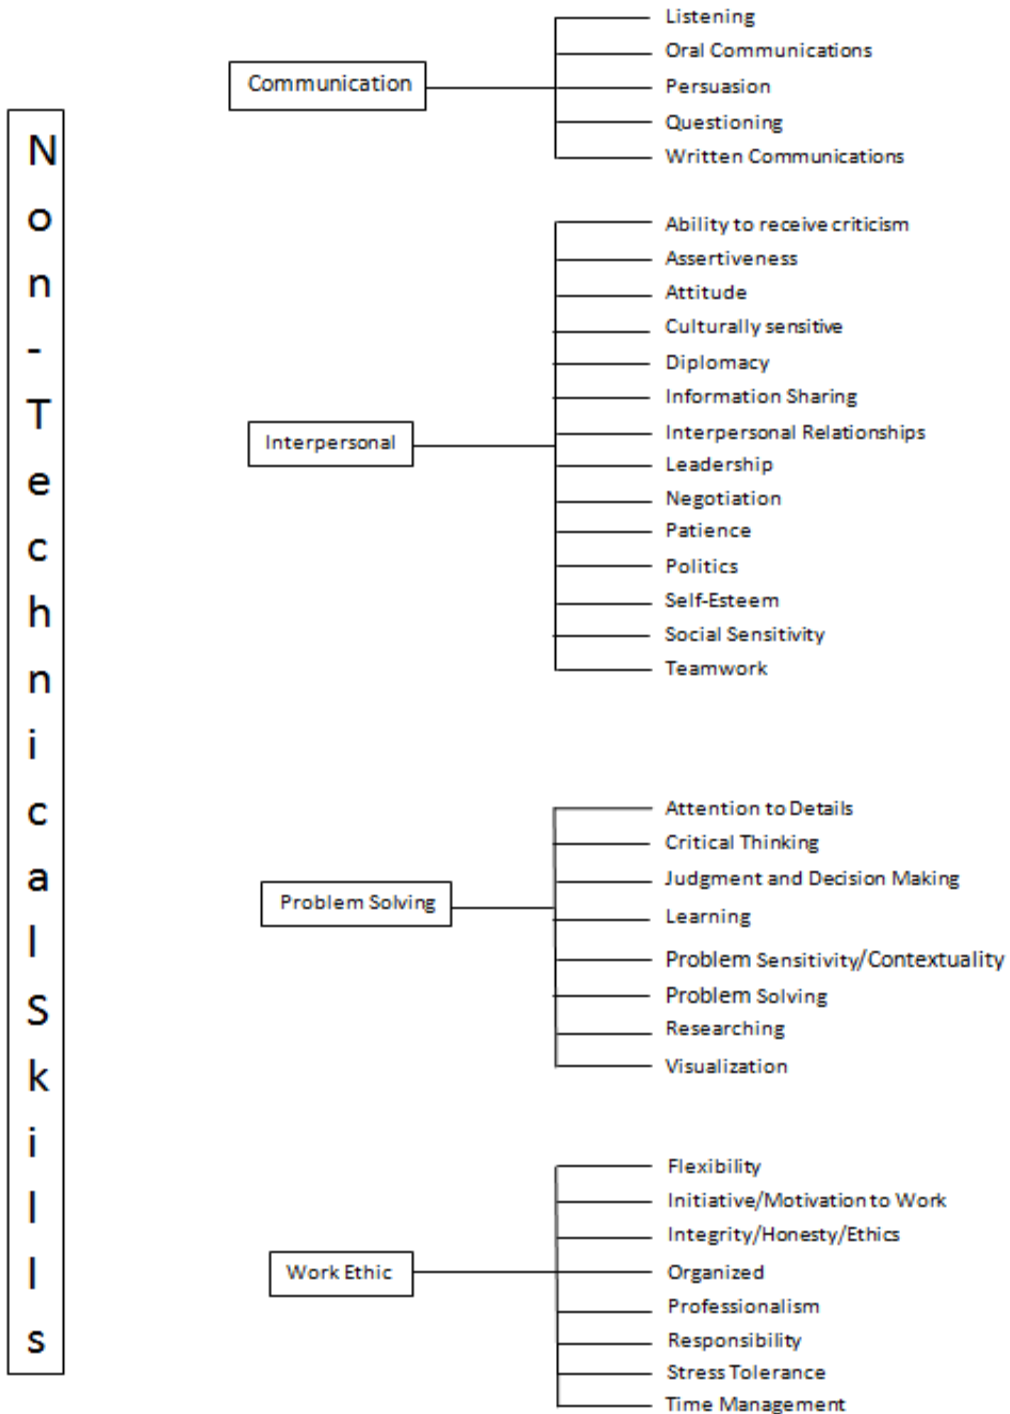 Non-Technical Skills
Communication
Listening
Oral Communications
Persuasion
Questioning
Written Communications
Interpersonal
Ability to receive criticism
Assertiveness
Attitude
Culturally sensitive
Diplomacy
Information Sharing
Interpersonal Relationships
Leadership
Negotiation
Patience
Politics
Self-Esteem
Social Sensitivity
Teamwork
Problem Solving
Attention to Details
Critical Thinking
Judgment and Decision Making
Learning
Problem Sensitivity/Contextuality
Problem Solving
Researching
Visualization
Work Ethic
Flexibility
Initiative/Motivation to Work
Integrity/Honesty/Ethics
Organized
Professionalism
Responsibility
Stress Tolerance
Time Management